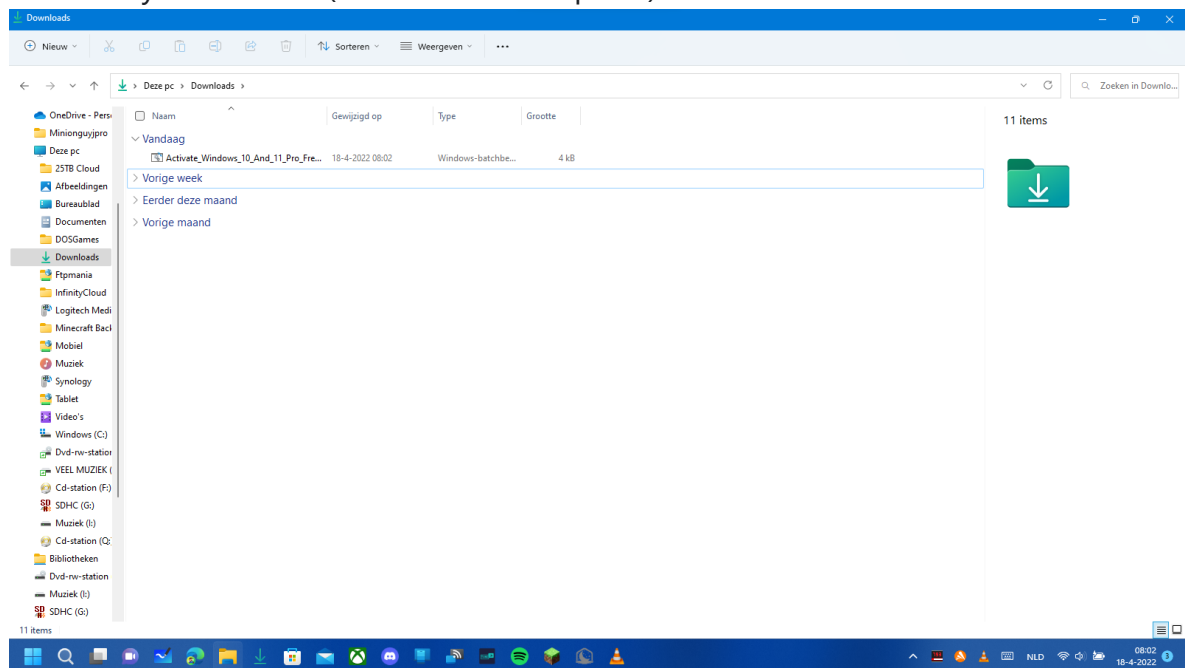 Downloads
Nieuw
Sorteren
Weergeven
Deze pc > Downloads >
Zoeken in Downlo...
OneDrive - Pers
Minionguyjpro
Deze pc
25TB Cloud
Afbeeldingen
Bureaublad
Documenten
DOSGames
Downloads
Ftpmania
InfinityCloud
Logitech Medi
Minecraft Back
Mobiel
Muziek
Synology
Tablet
Video's
Windows (C:)
Dvd-rw-station
VEEL MUZIEK (
Cd-station (F:)
SDHC (G:)
Muziek (I:)
Cd-station (Q:
Bibliotheken
Dvd-rw-station
Muziek (I:)
SDHC (G:)
Naam Gewijzigd op Type Grootte
Vandaag
Activate_Windows_10_And_11_Pro_Fre... 18-4-2022 08:02 Windows-batchbe... 4 kB
Vorige week
Eerder deze maand
Vorige maand
11 items
11 items
NLD
08:02
18-4-2022
3